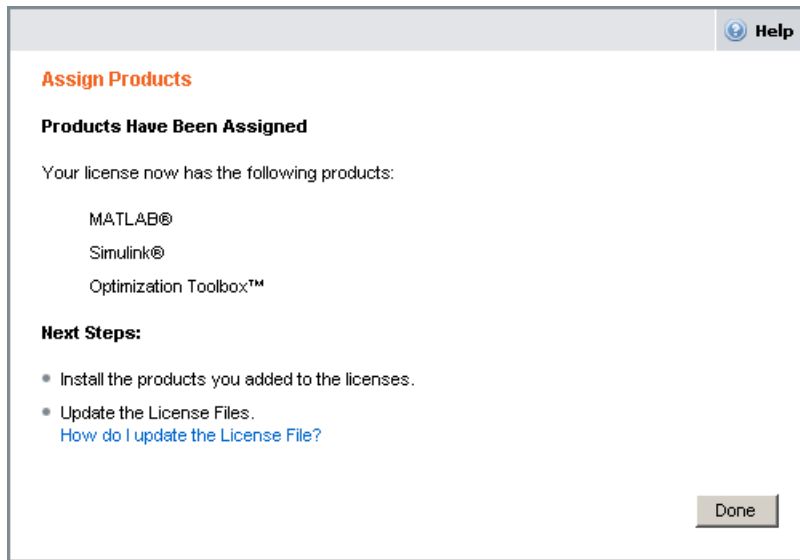 Help
Assign Products
Products Have Been Assigned
Your license now has the following products:
MATLAB®
Simulink®
Optimization Toolbox™
Next Steps:
Install the products you added to the licenses.
Update the License Files.
How do I update the License File?
Done